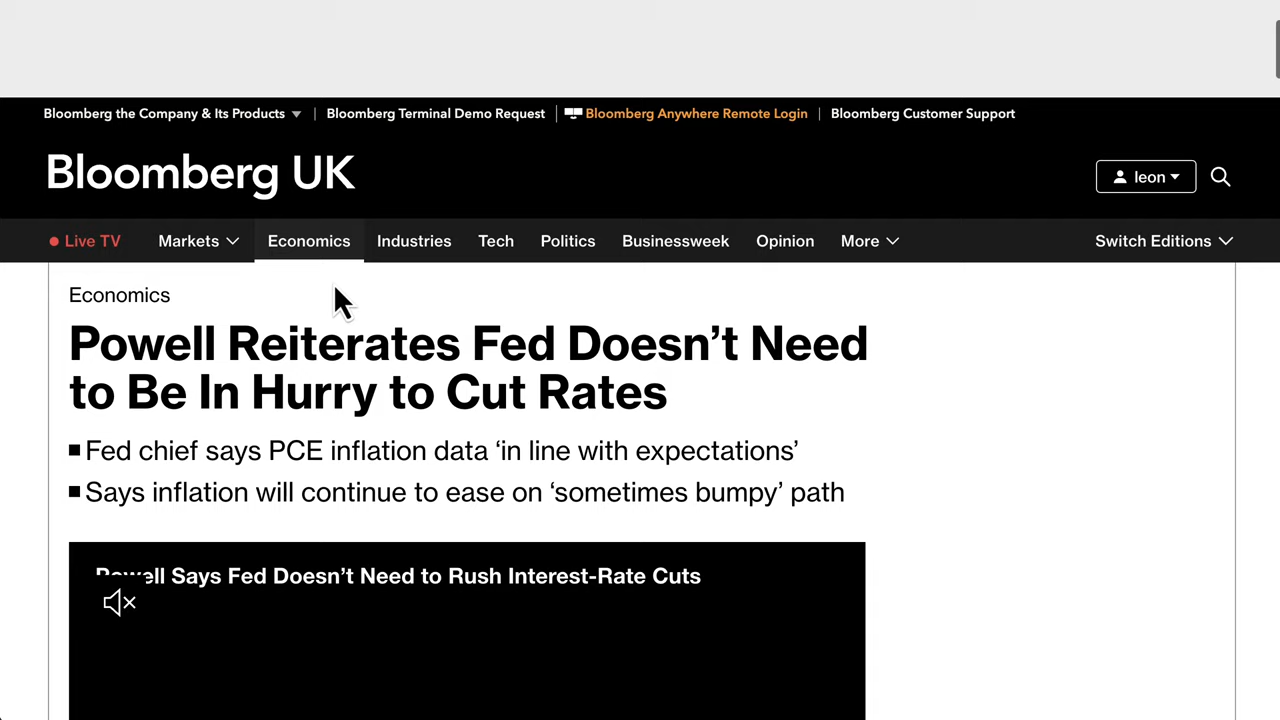 Bloomberg the Company & Its Products | Bloomberg Terminal Demo Request | Bloomberg Anywhere Remote Login | Bloomberg Customer Support
Bloomberg UK
leon
Live TV Markets Economics Industries Tech Politics Businessweek Opinion More Switch Editions
Economics
Powell Reiterates Fed Doesn’t Need
to Be In Hurry to Cut Rates
Fed chief says PCE inflation data ‘in line with expectations’
Says inflation will continue to ease on ‘sometimes bumpy’ path
Powell Says Fed Doesn’t Need to Rush Interest-Rate Cuts